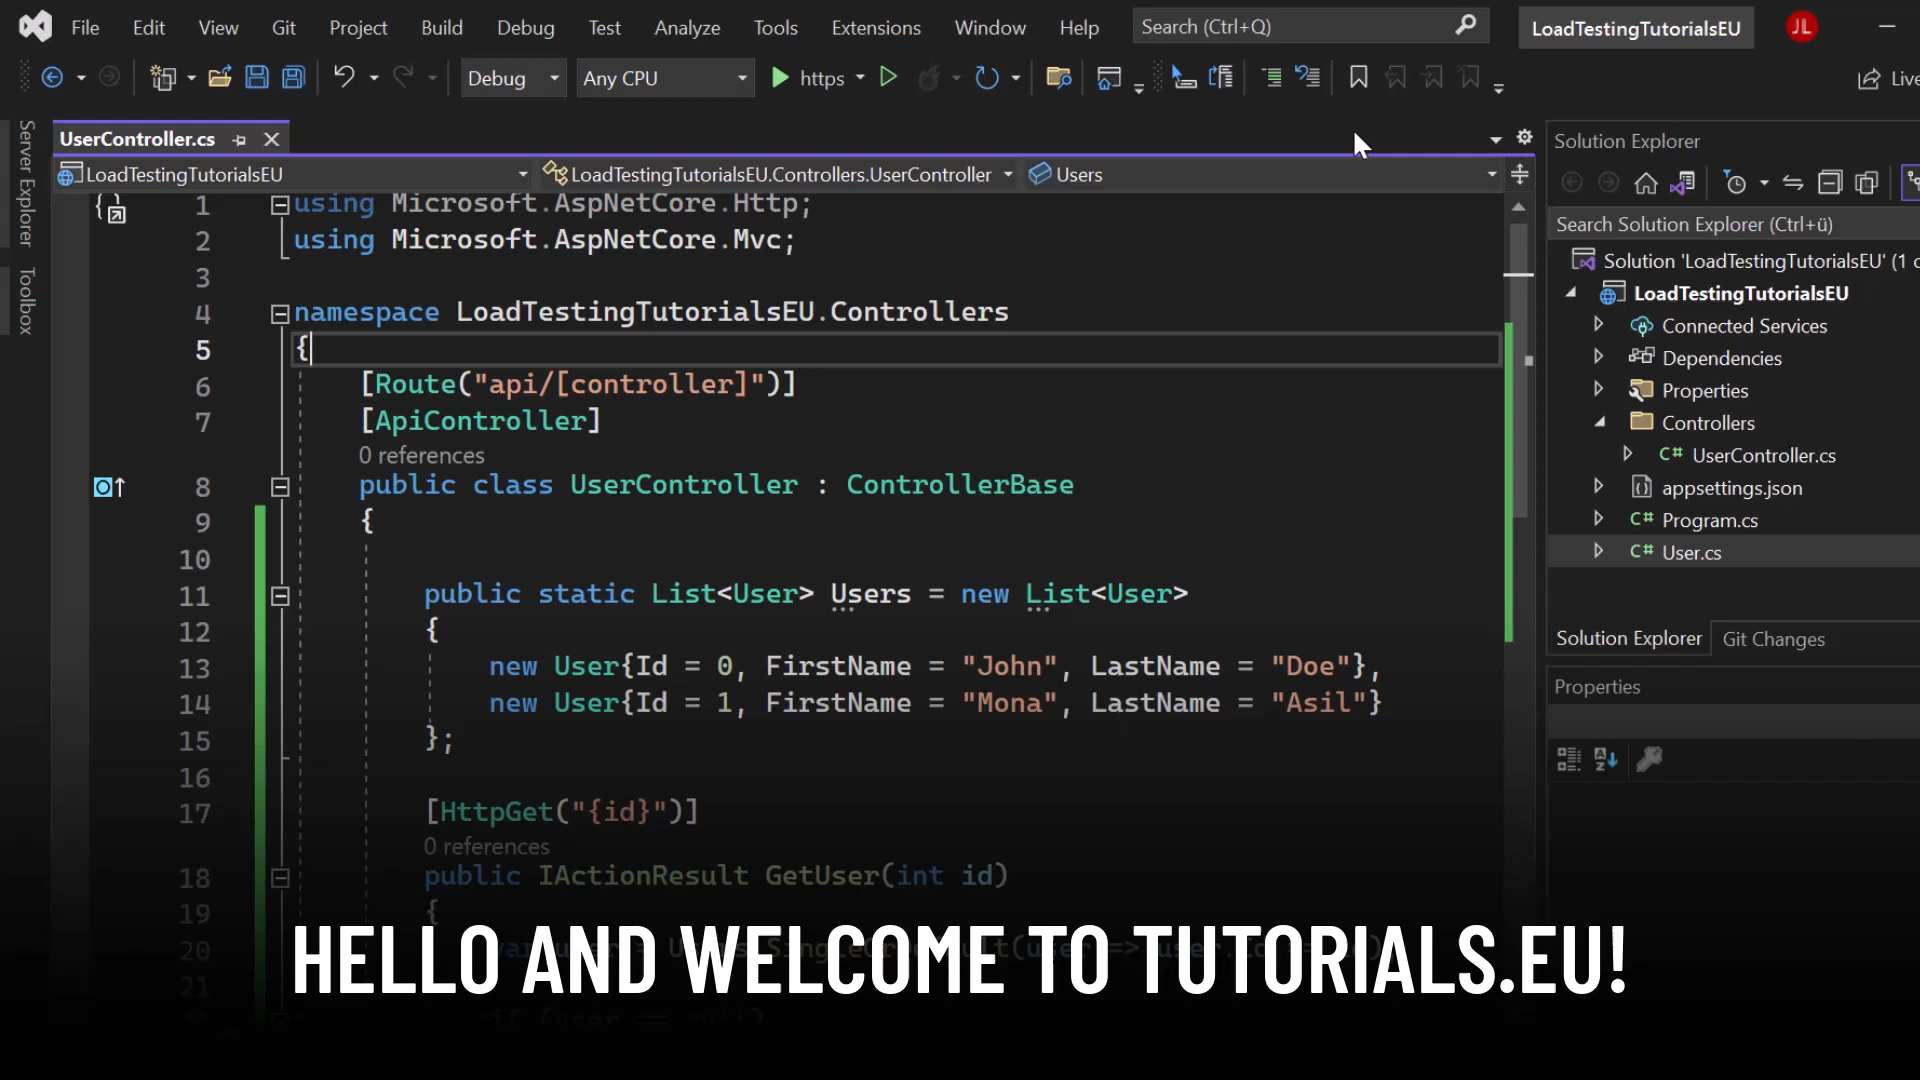 File Edit View Git Project Build Debug Test Tools Analyze Extensions Window Help Search (Ctrl+Q) LoadTestingTutorialsEU JL
Debug Any CPU https Live
Server Explorer
Toolbox
UserController.cs
LoadTestingTutorialsEU LoadTestingTutorialsEU.Controllers.UserController Users
1 using Microsoft.AspNetCore.Http;
2 using Microsoft.AspNetCore.Mvc;
3
4 namespace LoadTestingTutorialsEU.Controllers
5 {
6 [Route("api/[controller]")]
7 [ApiController]
0 references
8 public class UserController : ControllerBase
9 {
10
11 public static List<User> Users = new List<User>
12 {
13 new User{Id = 0, FirstName = "John", LastName = "Doe"},
14 new User{Id = 1, FirstName = "Mona", LastName = "Asil"}
15 };
16
17 [HttpGet("{id}")]
0 references
18 public IActionResult GetUser(int id)
19 {
20
21
HELLO AND WELCOME TO TUTORIALS.EU!
Solution Explorer
Search Solution Explorer (Ctrl+ü)
Solution 'LoadTestingTutorialsEU' (1
LoadTestingTutorialsEU
Connected Services
Dependencies
Properties
Controllers
C# UserController.cs
appsettings.json
C# Program.cs
C# User.cs
Solution Explorer Git Changes
Properties